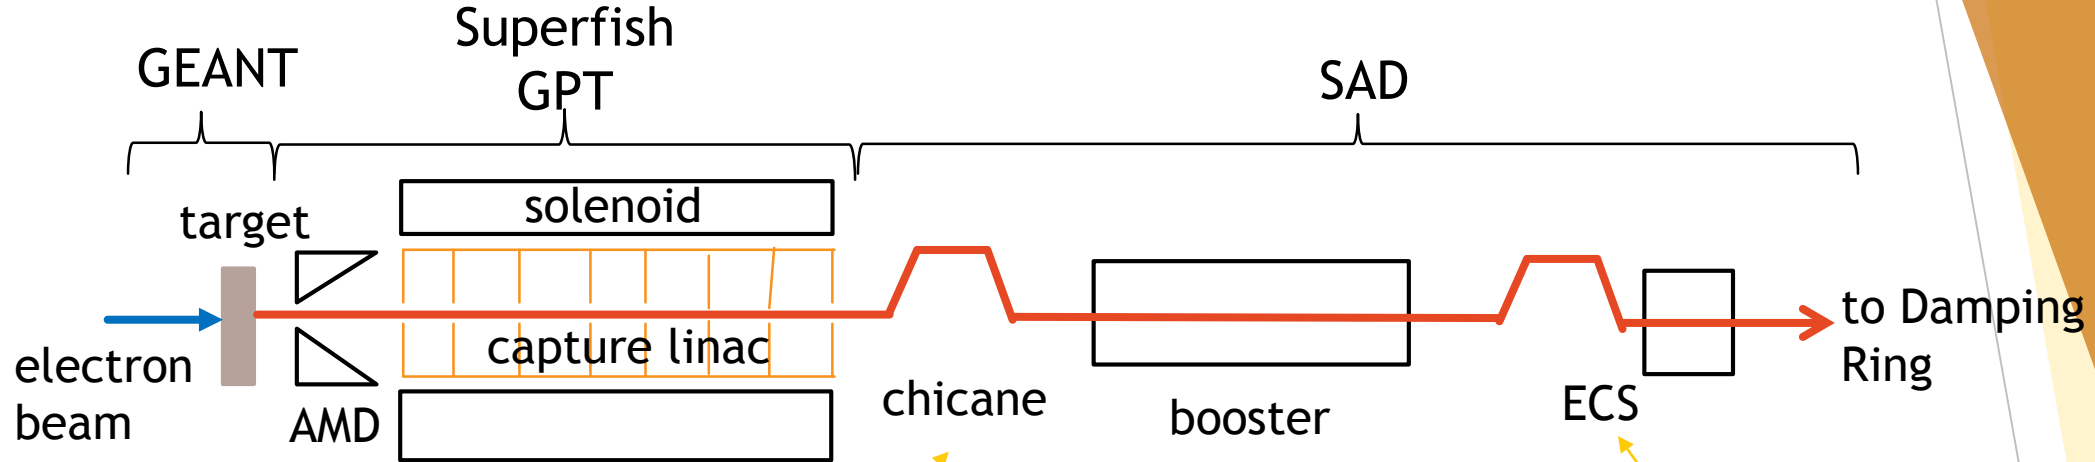 Superfish
GPT
GEANT
SAD
solenoid
target
capture linac
electron
beam
AMD
chicane
booster
ECS
to Damping
Ring